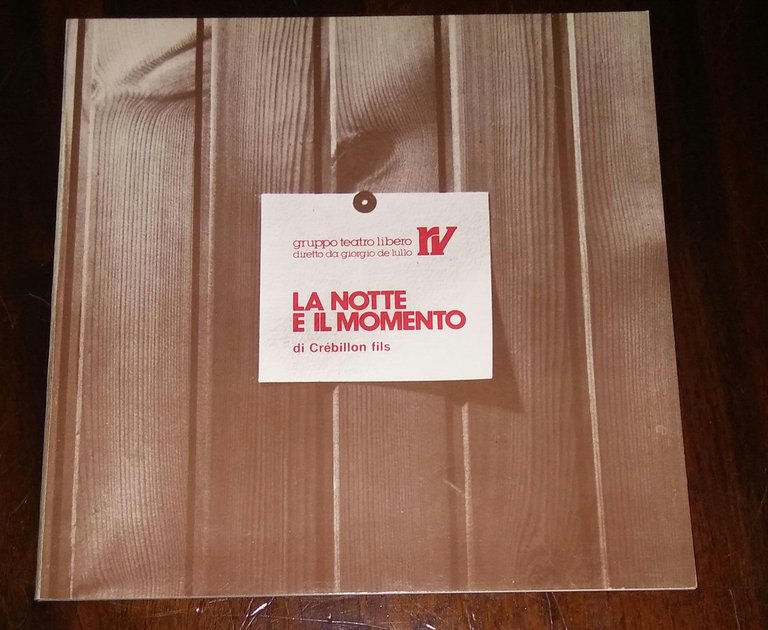 gruppo teatro libero rv
diretto da giorgio de lullo
LA NOTTE
E IL MOMENTO
di Crébillon fils